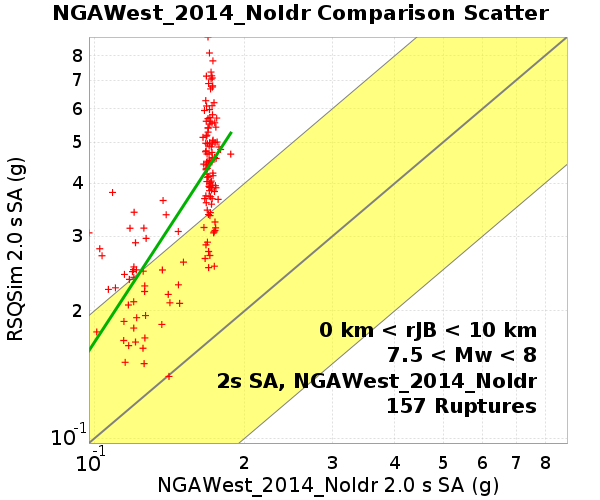 NGAWest_2014_NoIdr Comparison Scatter
RSQSim 2.0 s SA (g)
8
7
6
5
4
3
2
10-1
0 km < rJB < 10 km
7.5 < Mw < 8
2s SA, NGAWest_2014_NoIdr
157 Ruptures
10-1 2 3 4 5 6 7 8
NGAWest_2014_NoIdr 2.0 s SA (g)